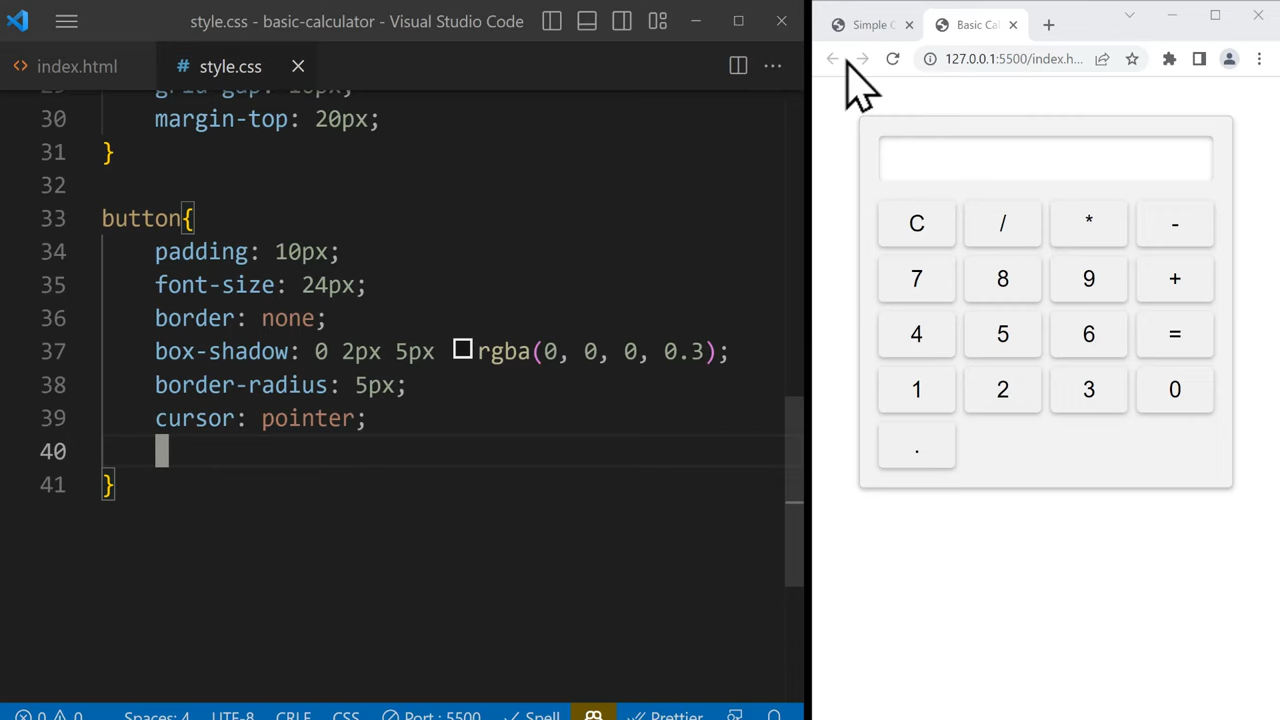 style.css - basic-calculator - Visual Studio Code
<> index.html
# style.css
30 margin-top: 20px;
31 }
32
33 button{
34 padding: 10px;
35 font-size: 24px;
36 border: none;
37 box-shadow: 0 2px 5px rgba(0, 0, 0, 0.3);
38 border-radius: 5px;
39 cursor: pointer;
40
41 }
0 0 Spaces: 4 UTF-8 CRLF CSS Port : 5500 Spell Prettier
Simple C
Basic Cal
127.0.0.1:5500/index.h...
C / * -
7 8 9 +
4 5 6 =
1 2 3 0
.